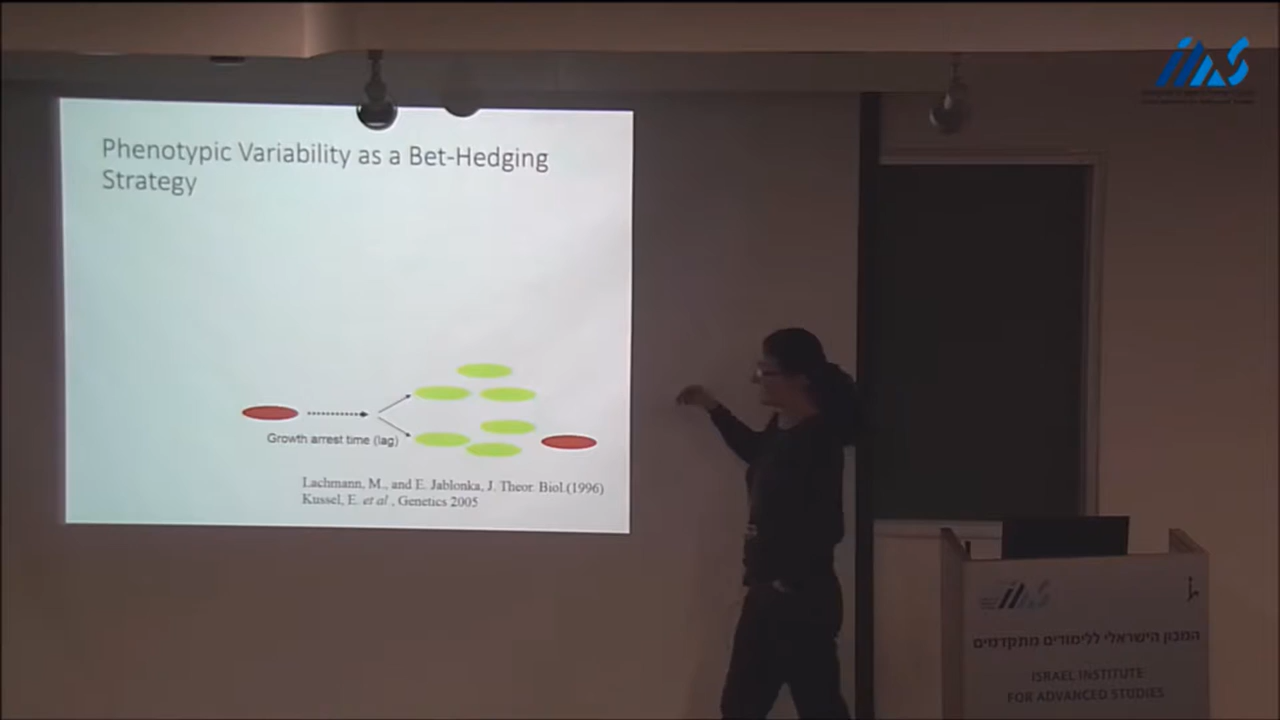 Phenotypic Variability as a Bet-Hedging
Strategy
Growth arrest time (lag)
Lachmann, M., and E. Jablonka, J. Theor. Biol.(1996)
Kussel, E. et al., Genetics 2005
המכון הישראלי ללימודים מתקדמים
ISRAEL INSTITUTE
FOR ADVANCED STUDIES